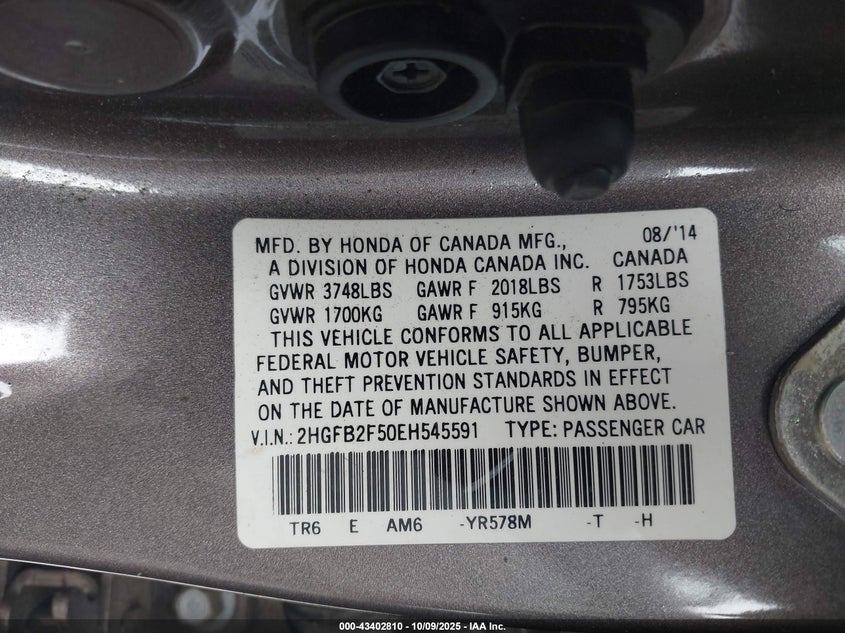 MFD. BY HONDA OF CANADA MFG., 08/'14
A DIVISION OF HONDA CANADA INC. CANADA
GVWR 3748LBS GAWR F 2018LBS R 1753LBS
GVWR 1700KG GAWR F 915KG R 795KG
THIS VEHICLE CONFORMS TO ALL APPLICABLE
FEDERAL MOTOR VEHICLE SAFETY, BUMPER,
AND THEFT PREVENTION STANDARDS IN EFFECT
ON THE DATE OF MANUFACTURE SHOWN ABOVE.
V.I.N.: 2HGFB2F50EH545591 TYPE: PASSENGER CAR
TR6 E AM6 -YR578M -T -H
000-43402810 - 10/09/2025 - IAA Inc.